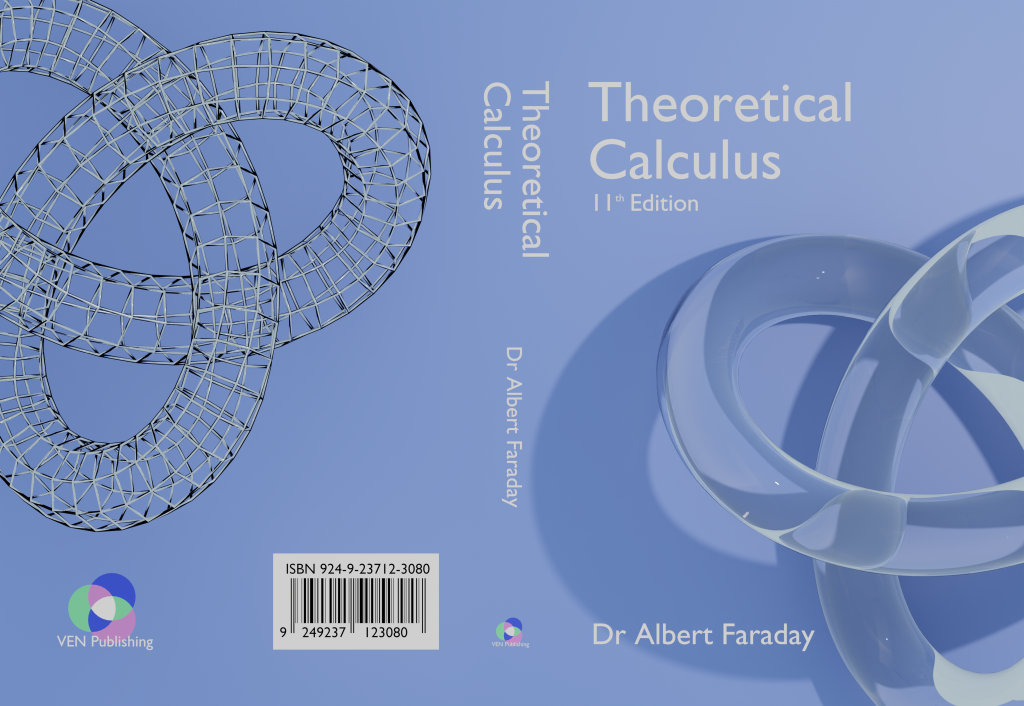 Theoretical
Calculus
11th Edition
Dr Albert Faraday
Theoretical
Calculus
Dr Albert Faraday
VEN Publishing
ISBN 924-9-23712-3080
9 249237 123080
VEN Publishing